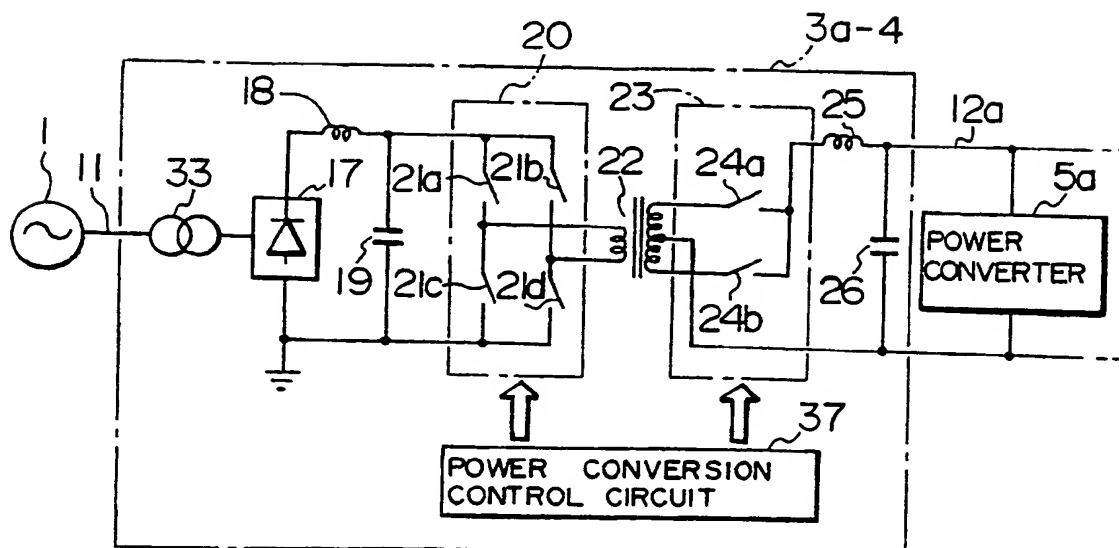 3a-4
20
18
23
25
12a
1
11
33
17
21a
21b
22
24a
5a
POWER
CONVERTER
19
21c
21d
24b
26
37
POWER CONVERSION
CONTROL CIRCUIT